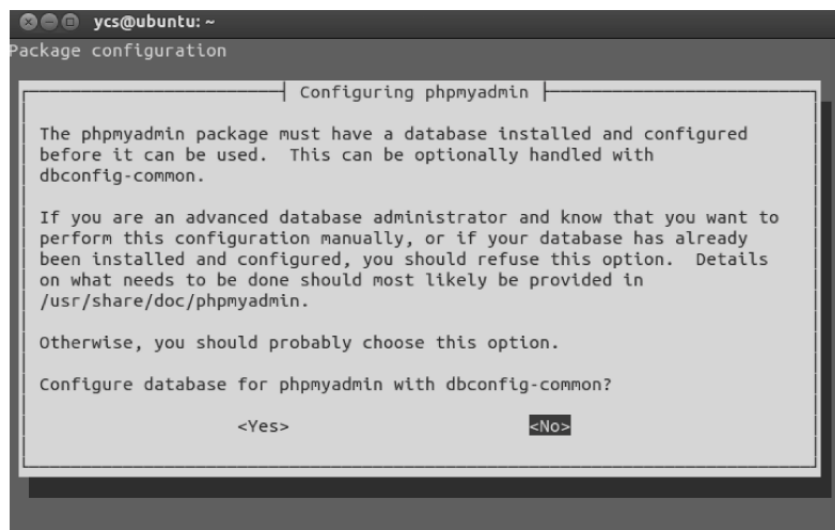 ycs@ubuntu: ~
Package configuration
Configuring phpmyadmin
The phpmyadmin package must have a database installed and configured
before it can be used.  This can be optionally handled with
dbconfig-common.
If you are an advanced database administrator and know that you want to
perform this configuration manually, or if your database has already
been installed and configured, you should refuse this option.  Details
on what needs to be done should most likely be provided in
/usr/share/doc/phpmyadmin.
Otherwise, you should probably choose this option.
Configure database for phpmyadmin with dbconfig-common?
<Yes> <No>